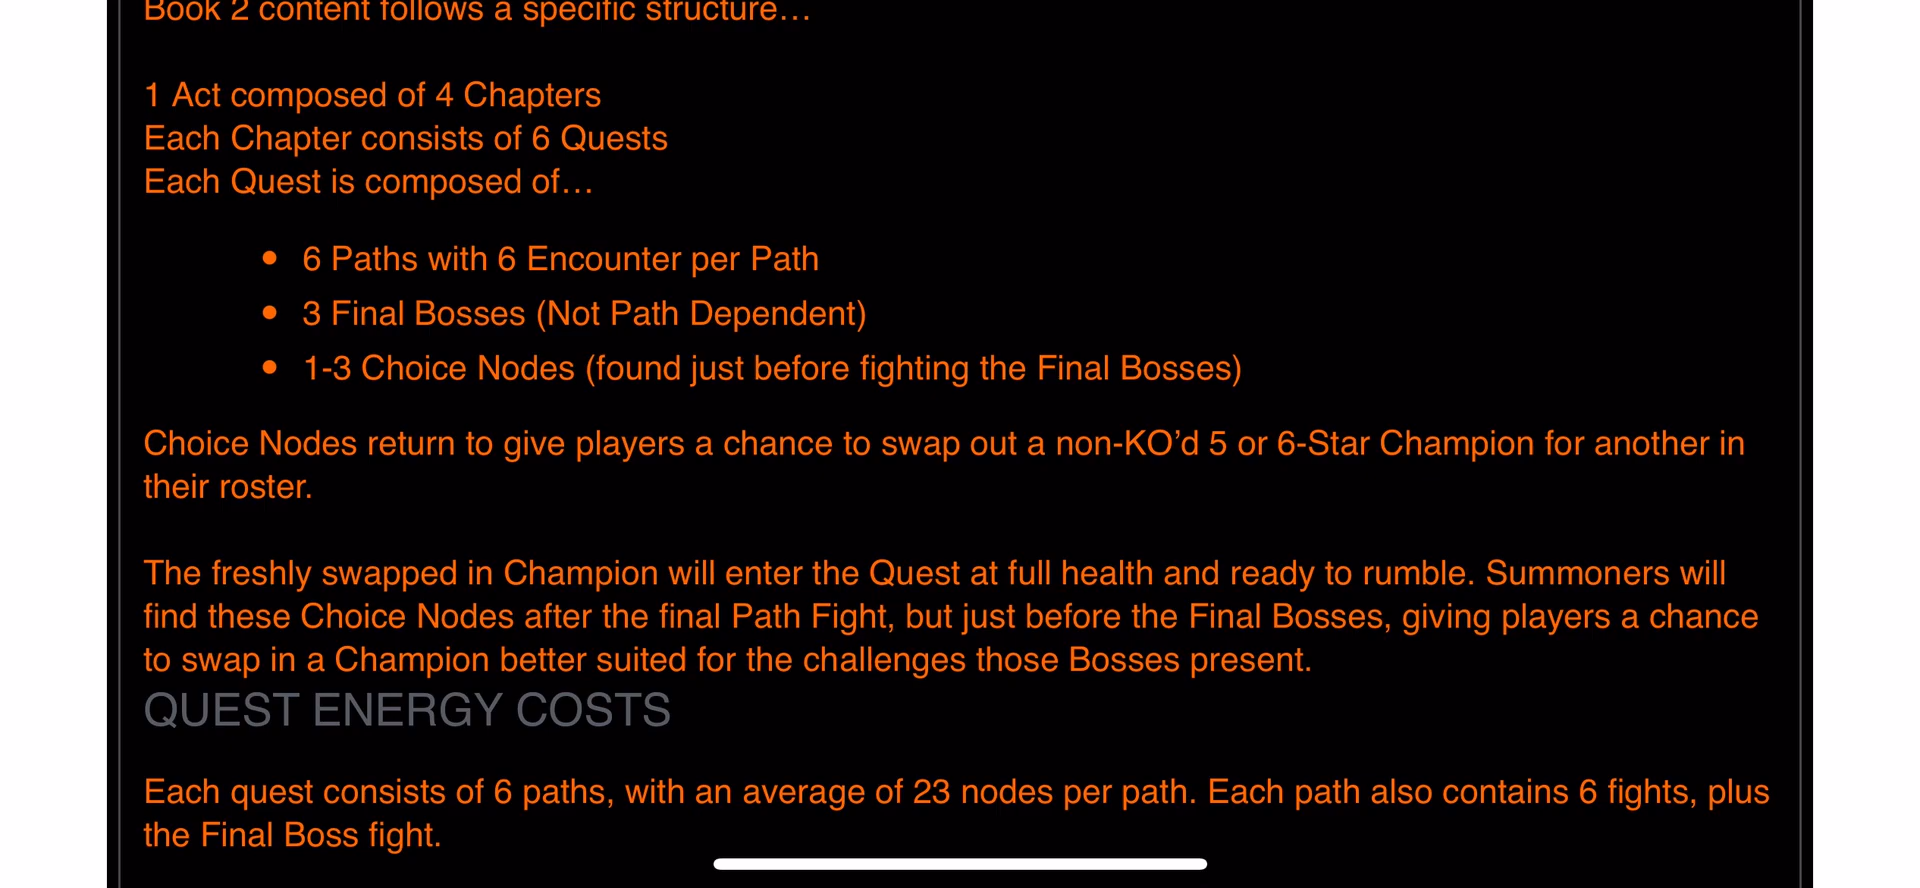 Book 2 content follows a specific structure…
1 Act composed of 4 Chapters
Each Chapter consists of 6 Quests
Each Quest is composed of…
• 6 Paths with 6 Encounter per Path
• 3 Final Bosses (Not Path Dependent)
• 1-3 Choice Nodes (found just before fighting the Final Bosses)
Choice Nodes return to give players a chance to swap out a non-KO’d 5 or 6-Star Champion for another in
their roster.
The freshly swapped in Champion will enter the Quest at full health and ready to rumble. Summoners will
find these Choice Nodes after the final Path Fight, but just before the Final Bosses, giving players a chance
to swap in a Champion better suited for the challenges those Bosses present.
QUEST ENERGY COSTS
Each quest consists of 6 paths, with an average of 23 nodes per path. Each path also contains 6 fights, plus
the Final Boss fight.